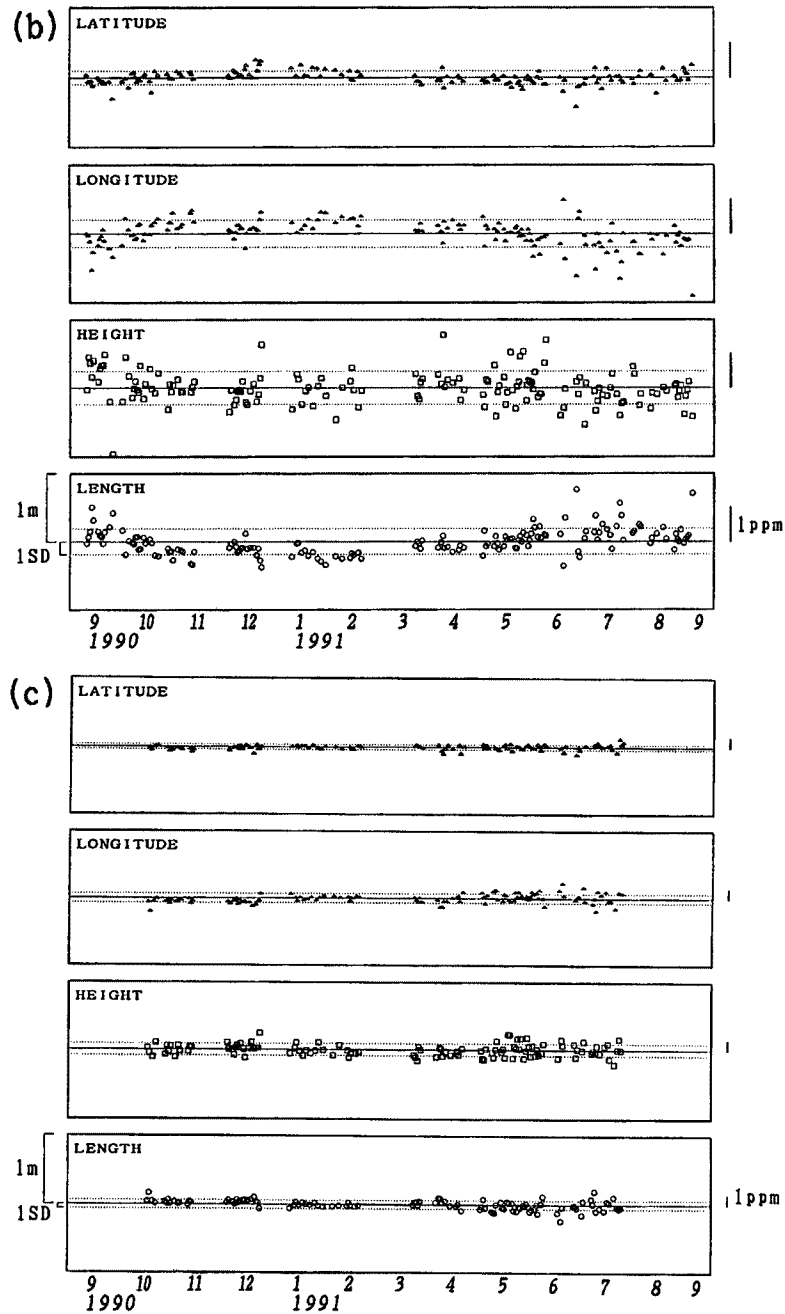 (b)
LATITUDE
LONGITUDE
HEIGHT
LENGTH
1m
1SD
1ppm
9 10 11 12 1 2 3 4 5 6 7 8 9
1990 1991
(c)
LATITUDE
LONGITUDE
HEIGHT
LENGTH
1m
1SD
1ppm
9 10 11 12 1 2 3 4 5 6 7 8 9
1990 1991